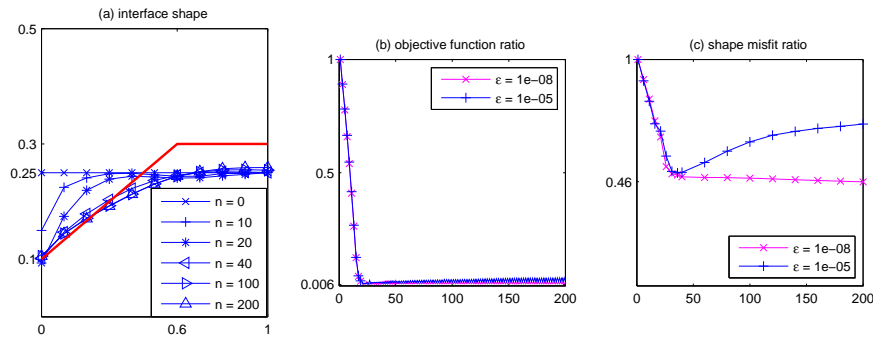 (a) interface shape
0.5
0.3
0.25
0.1
0
0.6
1
n = 0
n = 10
n = 20
n = 40
n = 100
n = 200
(b) objective function ratio
1
0.006
0
50
100
150
200
ε = 1e−08
ε = 1e−05
(c) shape misfit ratio
1
0.46
0
50
100
150
200
ε = 1e−08
ε = 1e−05